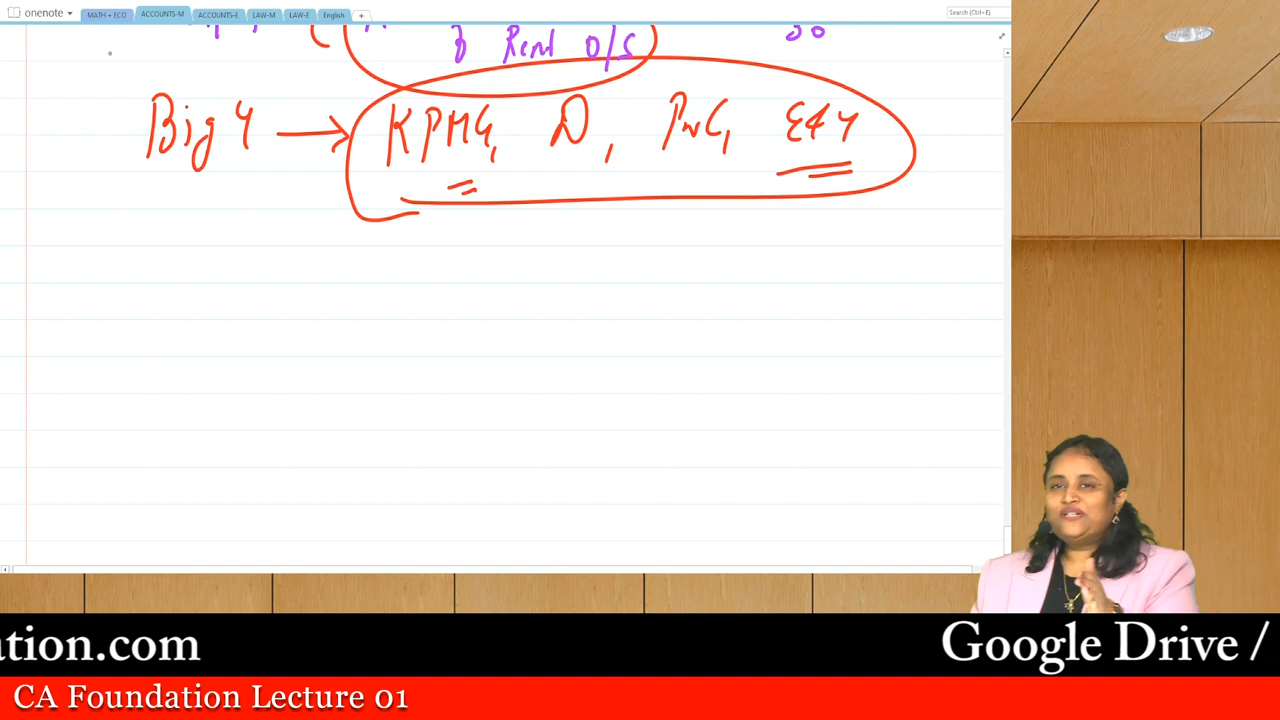 onenote MATH + ECO ACCOUNTS-M ACCOUNTS-E LAW-M LAW-E English + Search (Ctrl+E)
Rent O/S
Big 4 → KPMG, D, PwC, E&Y
ation.com Google Drive /
CA Foundation Lecture 01